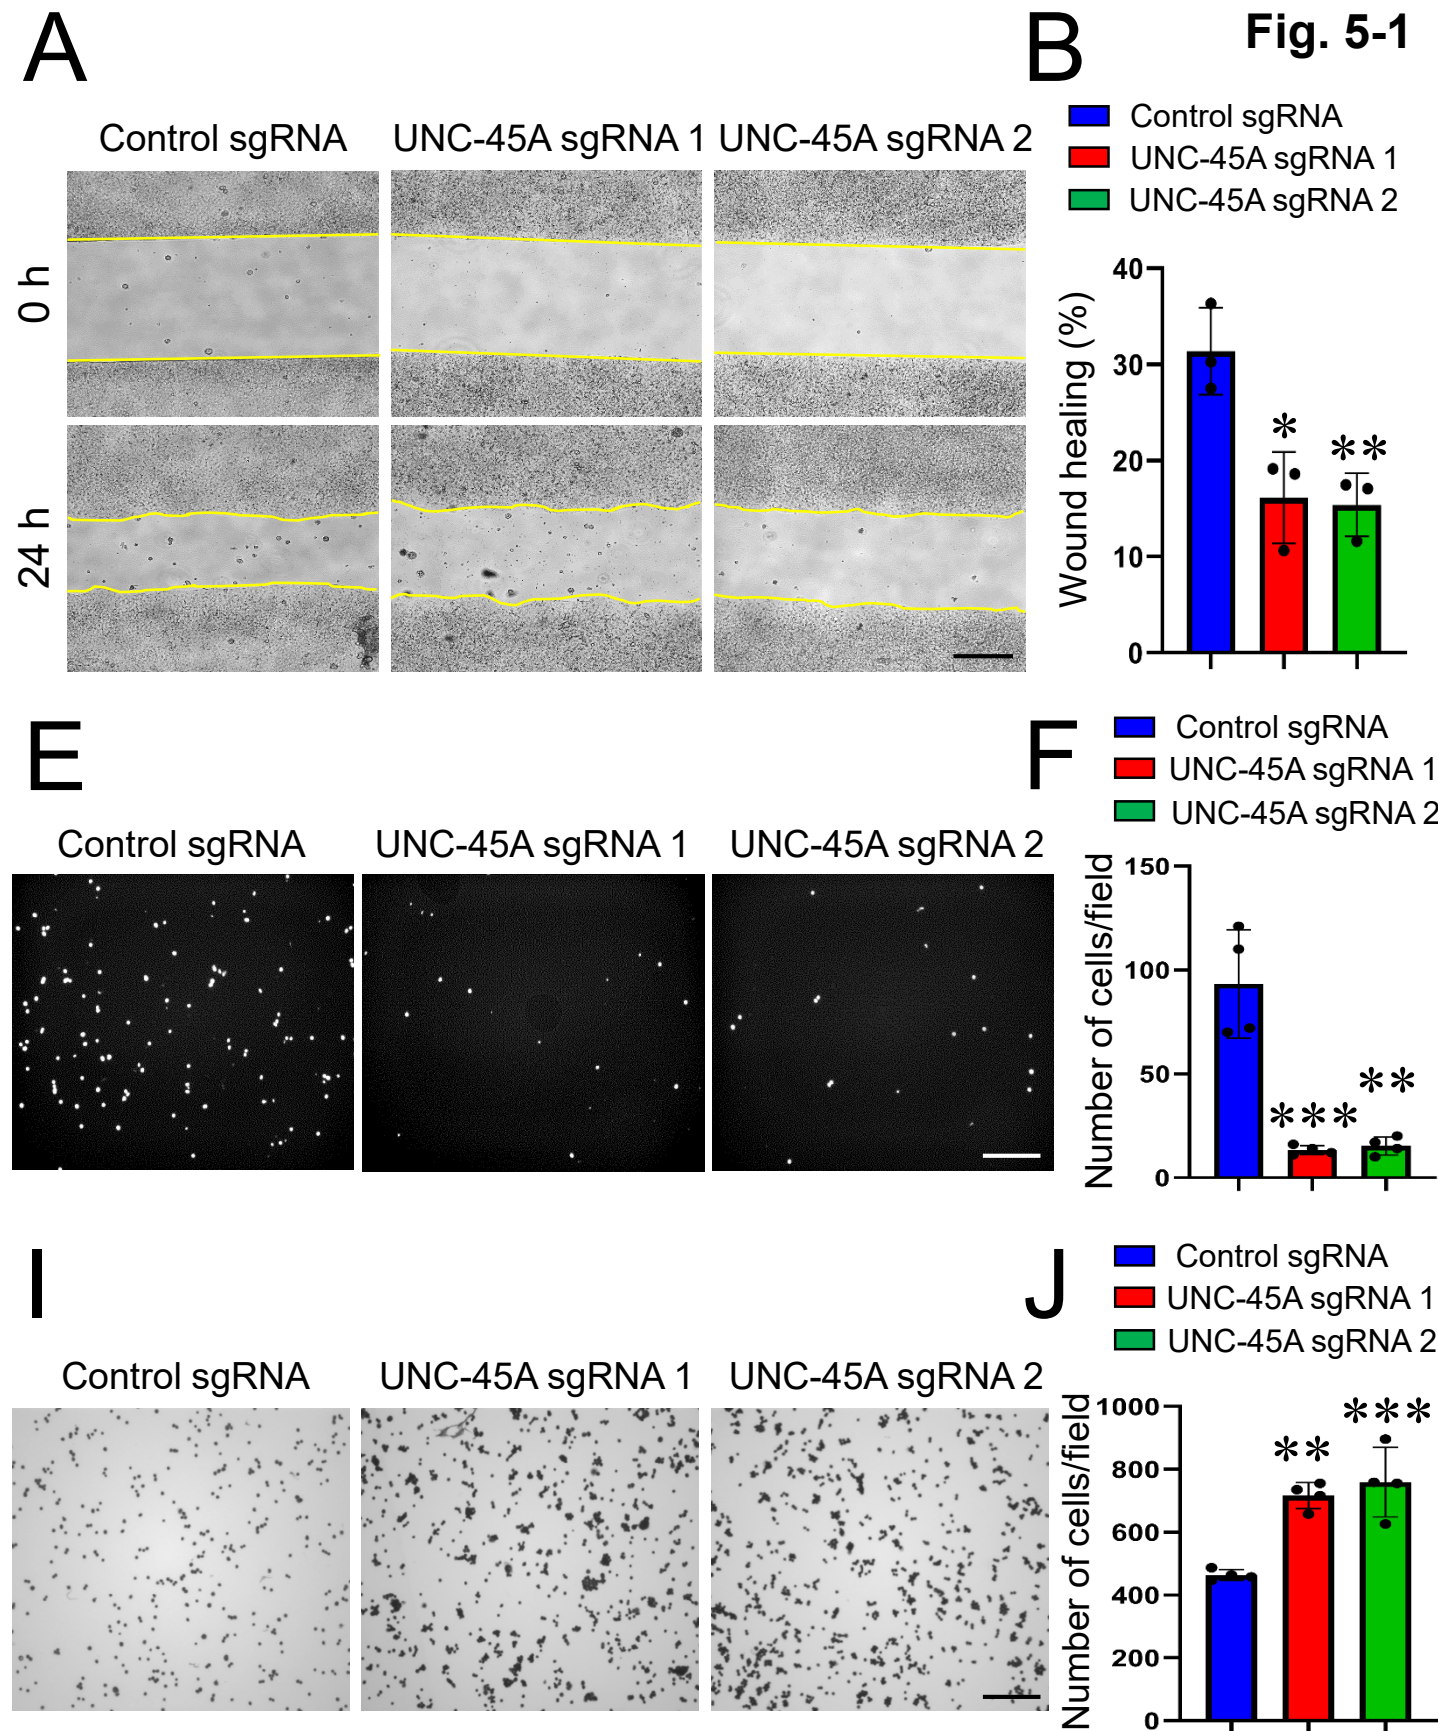 A
B
Fig. 5-1
Control sgRNA
UNC-45A sgRNA 1
UNC-45A sgRNA 2
0 h
24 h
Control sgRNA
UNC-45A sgRNA 1
UNC-45A sgRNA 2
Wound healing (%)
40
30
20
10
0
*
**
E
Control sgRNA
UNC-45A sgRNA 1
UNC-45A sgRNA 2
F
Control sgRNA
UNC-45A sgRNA 1
UNC-45A sgRNA 2
Number of cells/field
150
100
50
0
***
**
I
Control sgRNA
UNC-45A sgRNA 1
UNC-45A sgRNA 2
J
Control sgRNA
UNC-45A sgRNA 1
UNC-45A sgRNA 2
Number of cells/field
1000
800
600
400
200
0
**
***